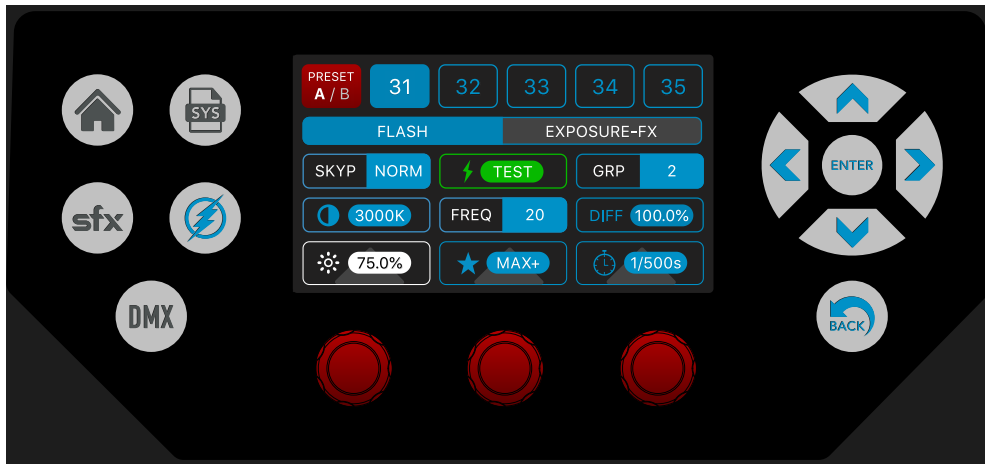 PRESET
A / B
31
32
33
34
35
FLASH
EXPOSURE-FX
SKYP NORM
TEST
GRP 2
3000K
FREQ 20
DIFF 100.0%
75.0%
MAX+
1/500s
SYS
sfx
DMX
ENTER
BACK